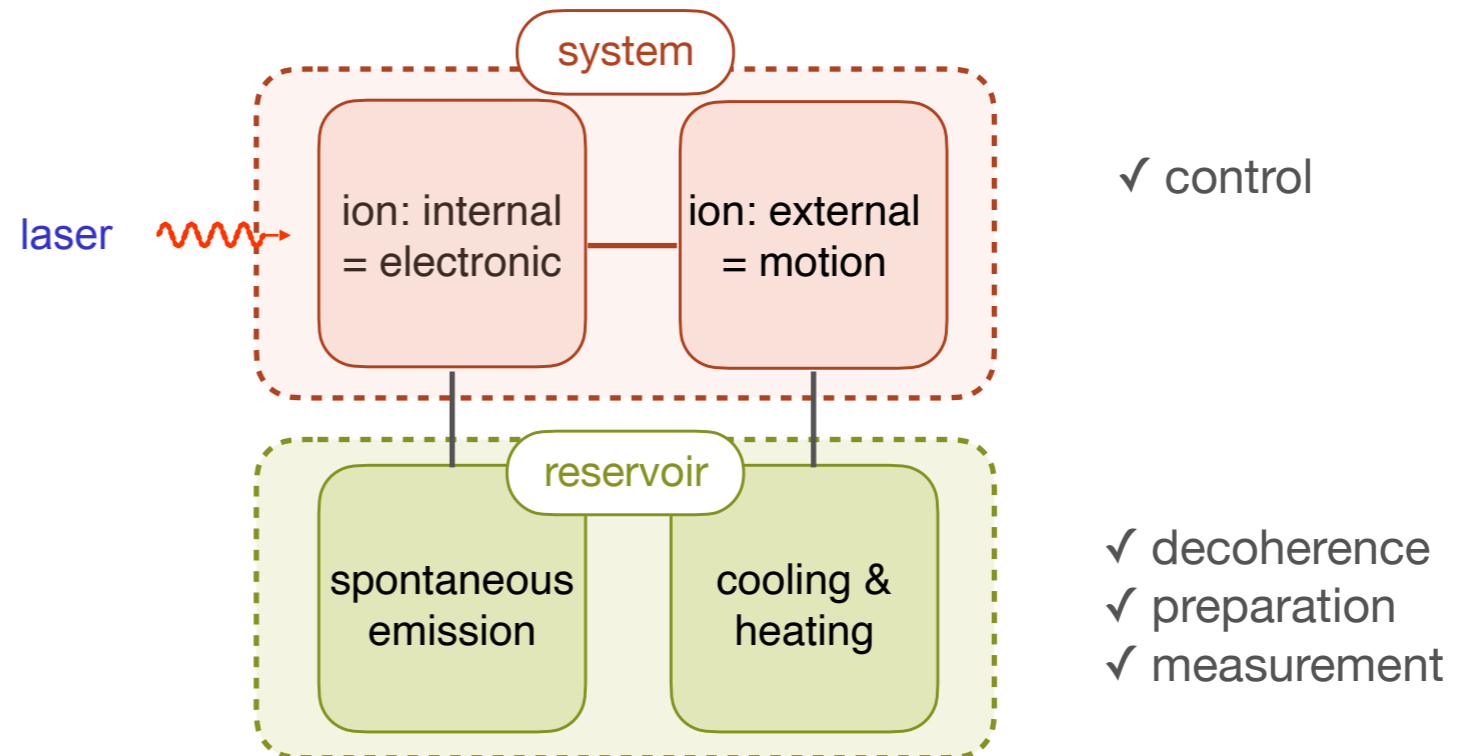 system
laser
ion: internal
= electronic
ion: external
= motion
✓ control
reservoir
spontaneous
emission
cooling &
heating
✓ decoherence
✓ preparation
✓ measurement